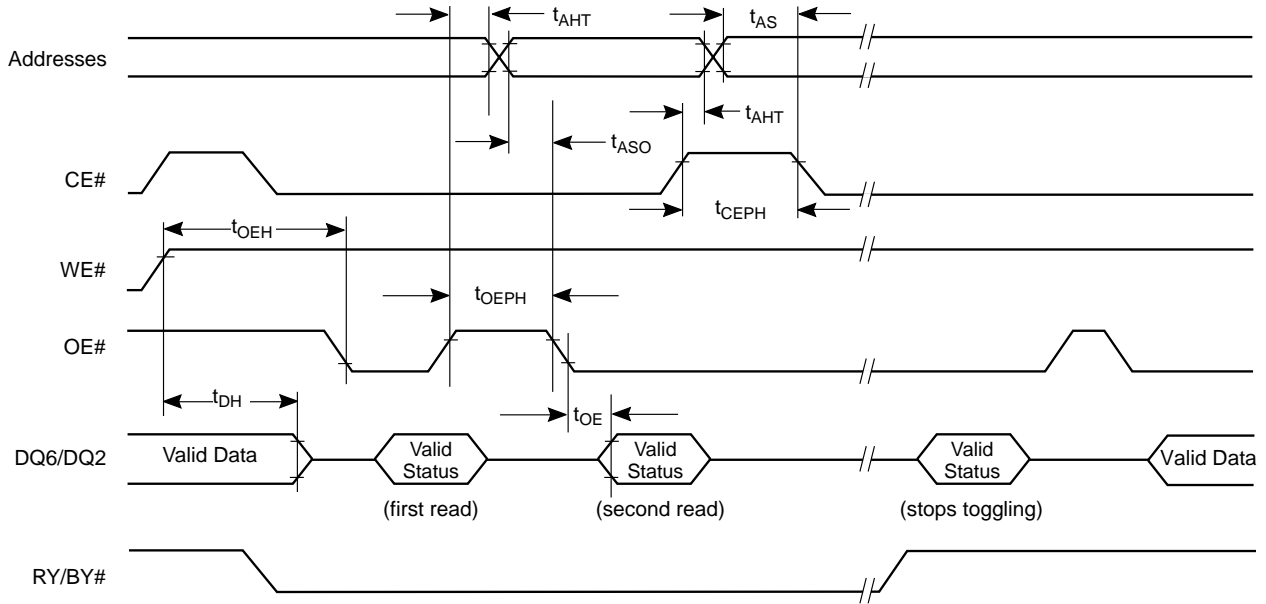 tAHT tAS
Addresses
tAHT
tASO
CE#
tCEPH
tOEH
WE#
tOEPH
OE#
tDH
tOE
DQ6/DQ2 Valid Data Valid Status Valid Status Valid Status Valid Data
(first read) (second read) (stops toggling)
RY/BY#